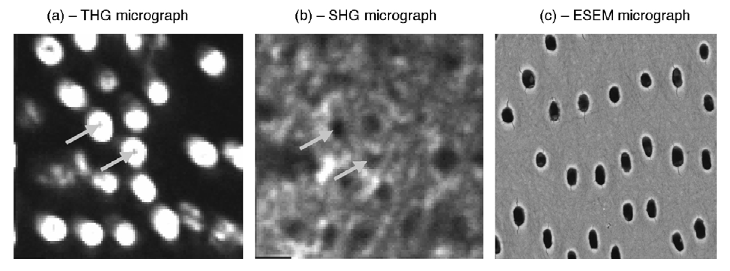 (a) – THG micrograph
(b) – SHG micrograph
(c) – ESEM micrograph